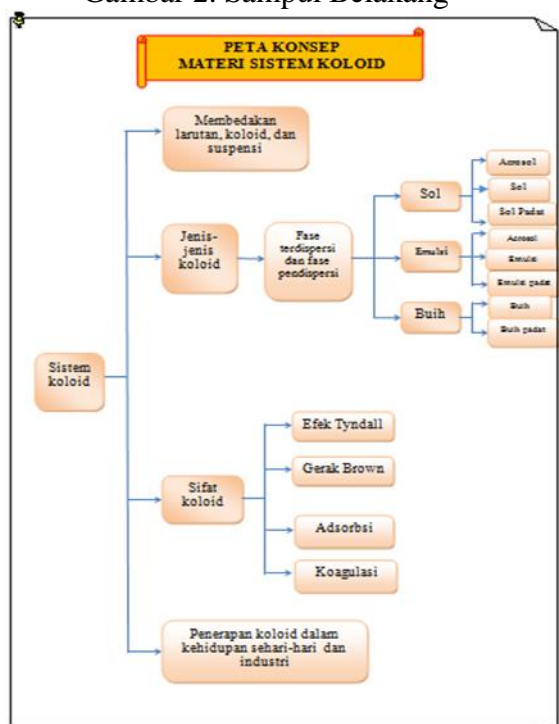 Gambar 2. Sampul Belakang
PETA KONSEP
MATERI SISTEM KOLOID
Membedakan
larutan, koloid, dan
suspensi
Jenis-
jenis
koloid
Fase
terdispersi
dan fase
pendispersi
Sol
Aerosol
Sol
Sol Padat
Emulsi
Aerosol
Emulsi
Emulsi padat
Buih
Buih
Buih padat
Sistem
koloid
Sifat
koloid
Efek Tyndall
Gerak Brown
Adsorbsi
Koagulasi
Penerapan koloid dalam
kehidupan sehari-hari dan
industri